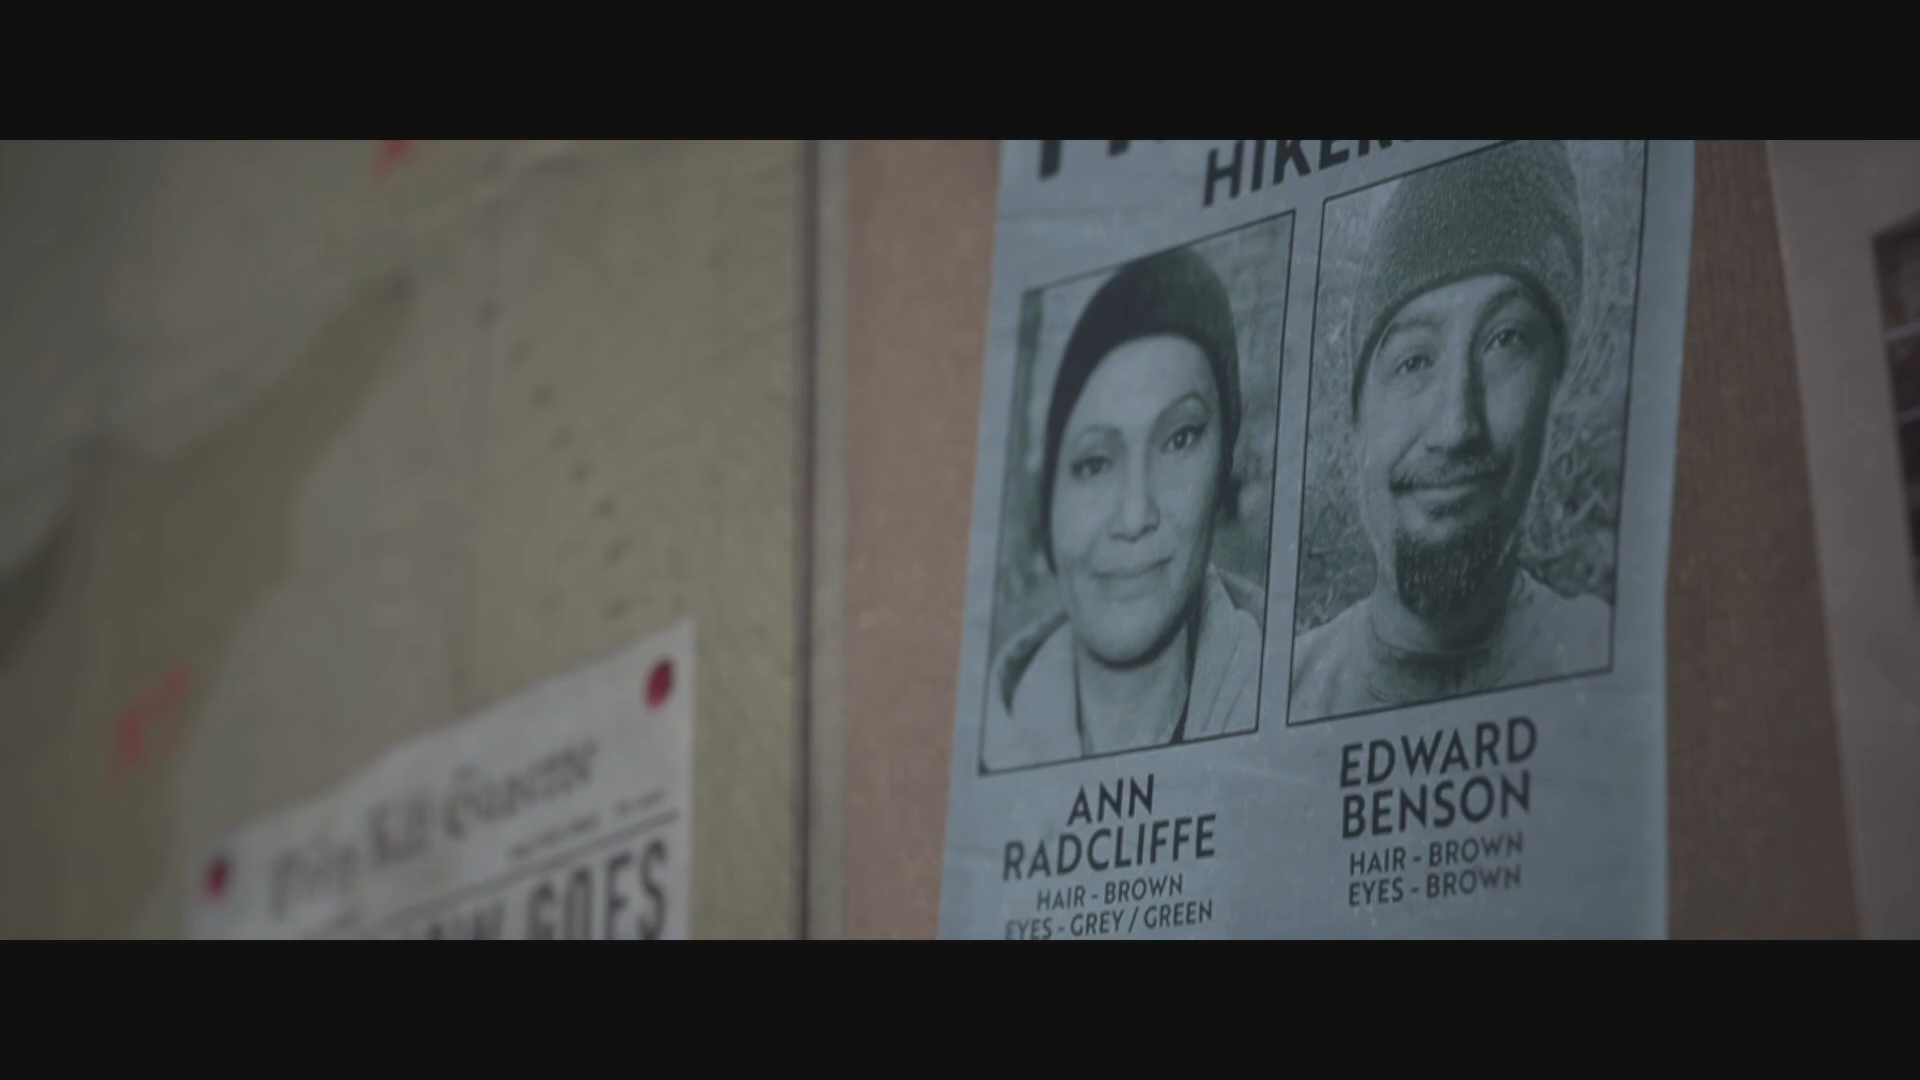 HIKER
ANN
RADCLIFFE
HAIR - BROWN
EYES - GREY / GREEN
EDWARD
BENSON
HAIR - BROWN
EYES - BROWN
GOES